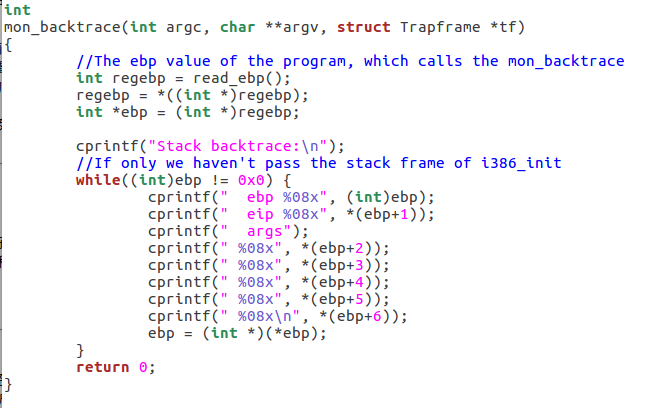 int
mon_backtrace(int argc, char **argv, struct Trapframe *tf)
{
        //The ebp value of the program, which calls the mon_backtrace
        int regebp = read_ebp();
        regebp = *((int *)regebp);
        int *ebp = (int *)regebp;

        cprintf("Stack backtrace:\n");
        //If only we haven't pass the stack frame of i386_init
        while((int)ebp != 0x0) {
                cprintf("  ebp %08x", (int)ebp);
                cprintf("  eip %08x", *(ebp+1));
                cprintf("  args");
                cprintf(" %08x", *(ebp+2));
                cprintf(" %08x", *(ebp+3));
                cprintf(" %08x", *(ebp+4));
                cprintf(" %08x", *(ebp+5));
                cprintf(" %08x\n", *(ebp+6));
                ebp = (int *)(*ebp);
        }
        return 0;
}